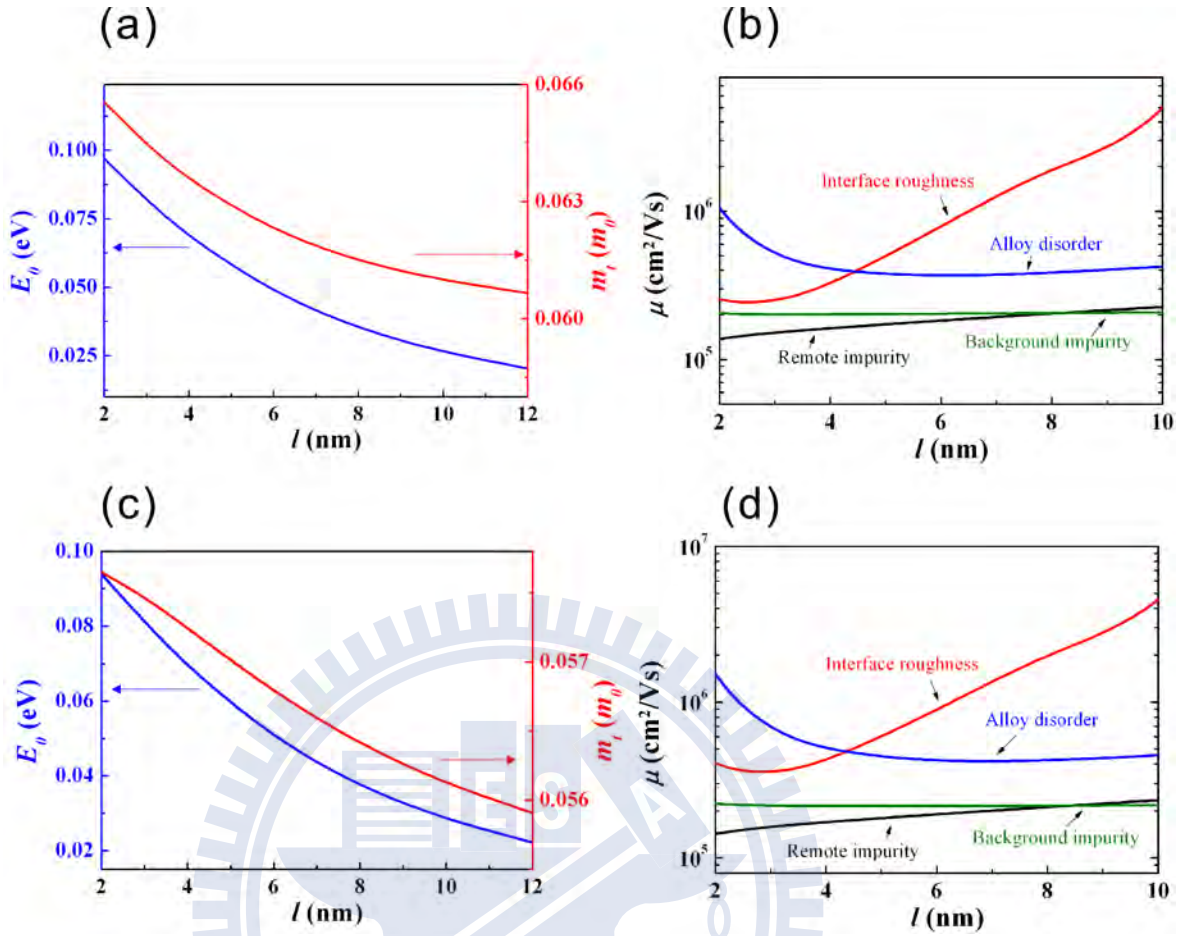 (a)
0.100
0.075
0.050
0.025
E0 (eV)
0.066
0.063
0.060
mt (m0)
2 4 6 8 10 12
l (nm)
(b)
10^6
10^5
μ (cm²/Vs)
Interface roughness
Alloy disorder
Remote impurity
Background impurity
2 4 6 8 10
l (nm)
(c)
0.10
0.08
0.06
0.04
0.02
E0 (eV)
0.057
0.056
mt (m0)
2 4 6 8 10 12
l (nm)
(d)
10^7
10^6
10^5
μ (cm²/Vs)
Interface roughness
Alloy disorder
Remote impurity
Background impurity
2 4 6 8 10
l (nm)
E S A